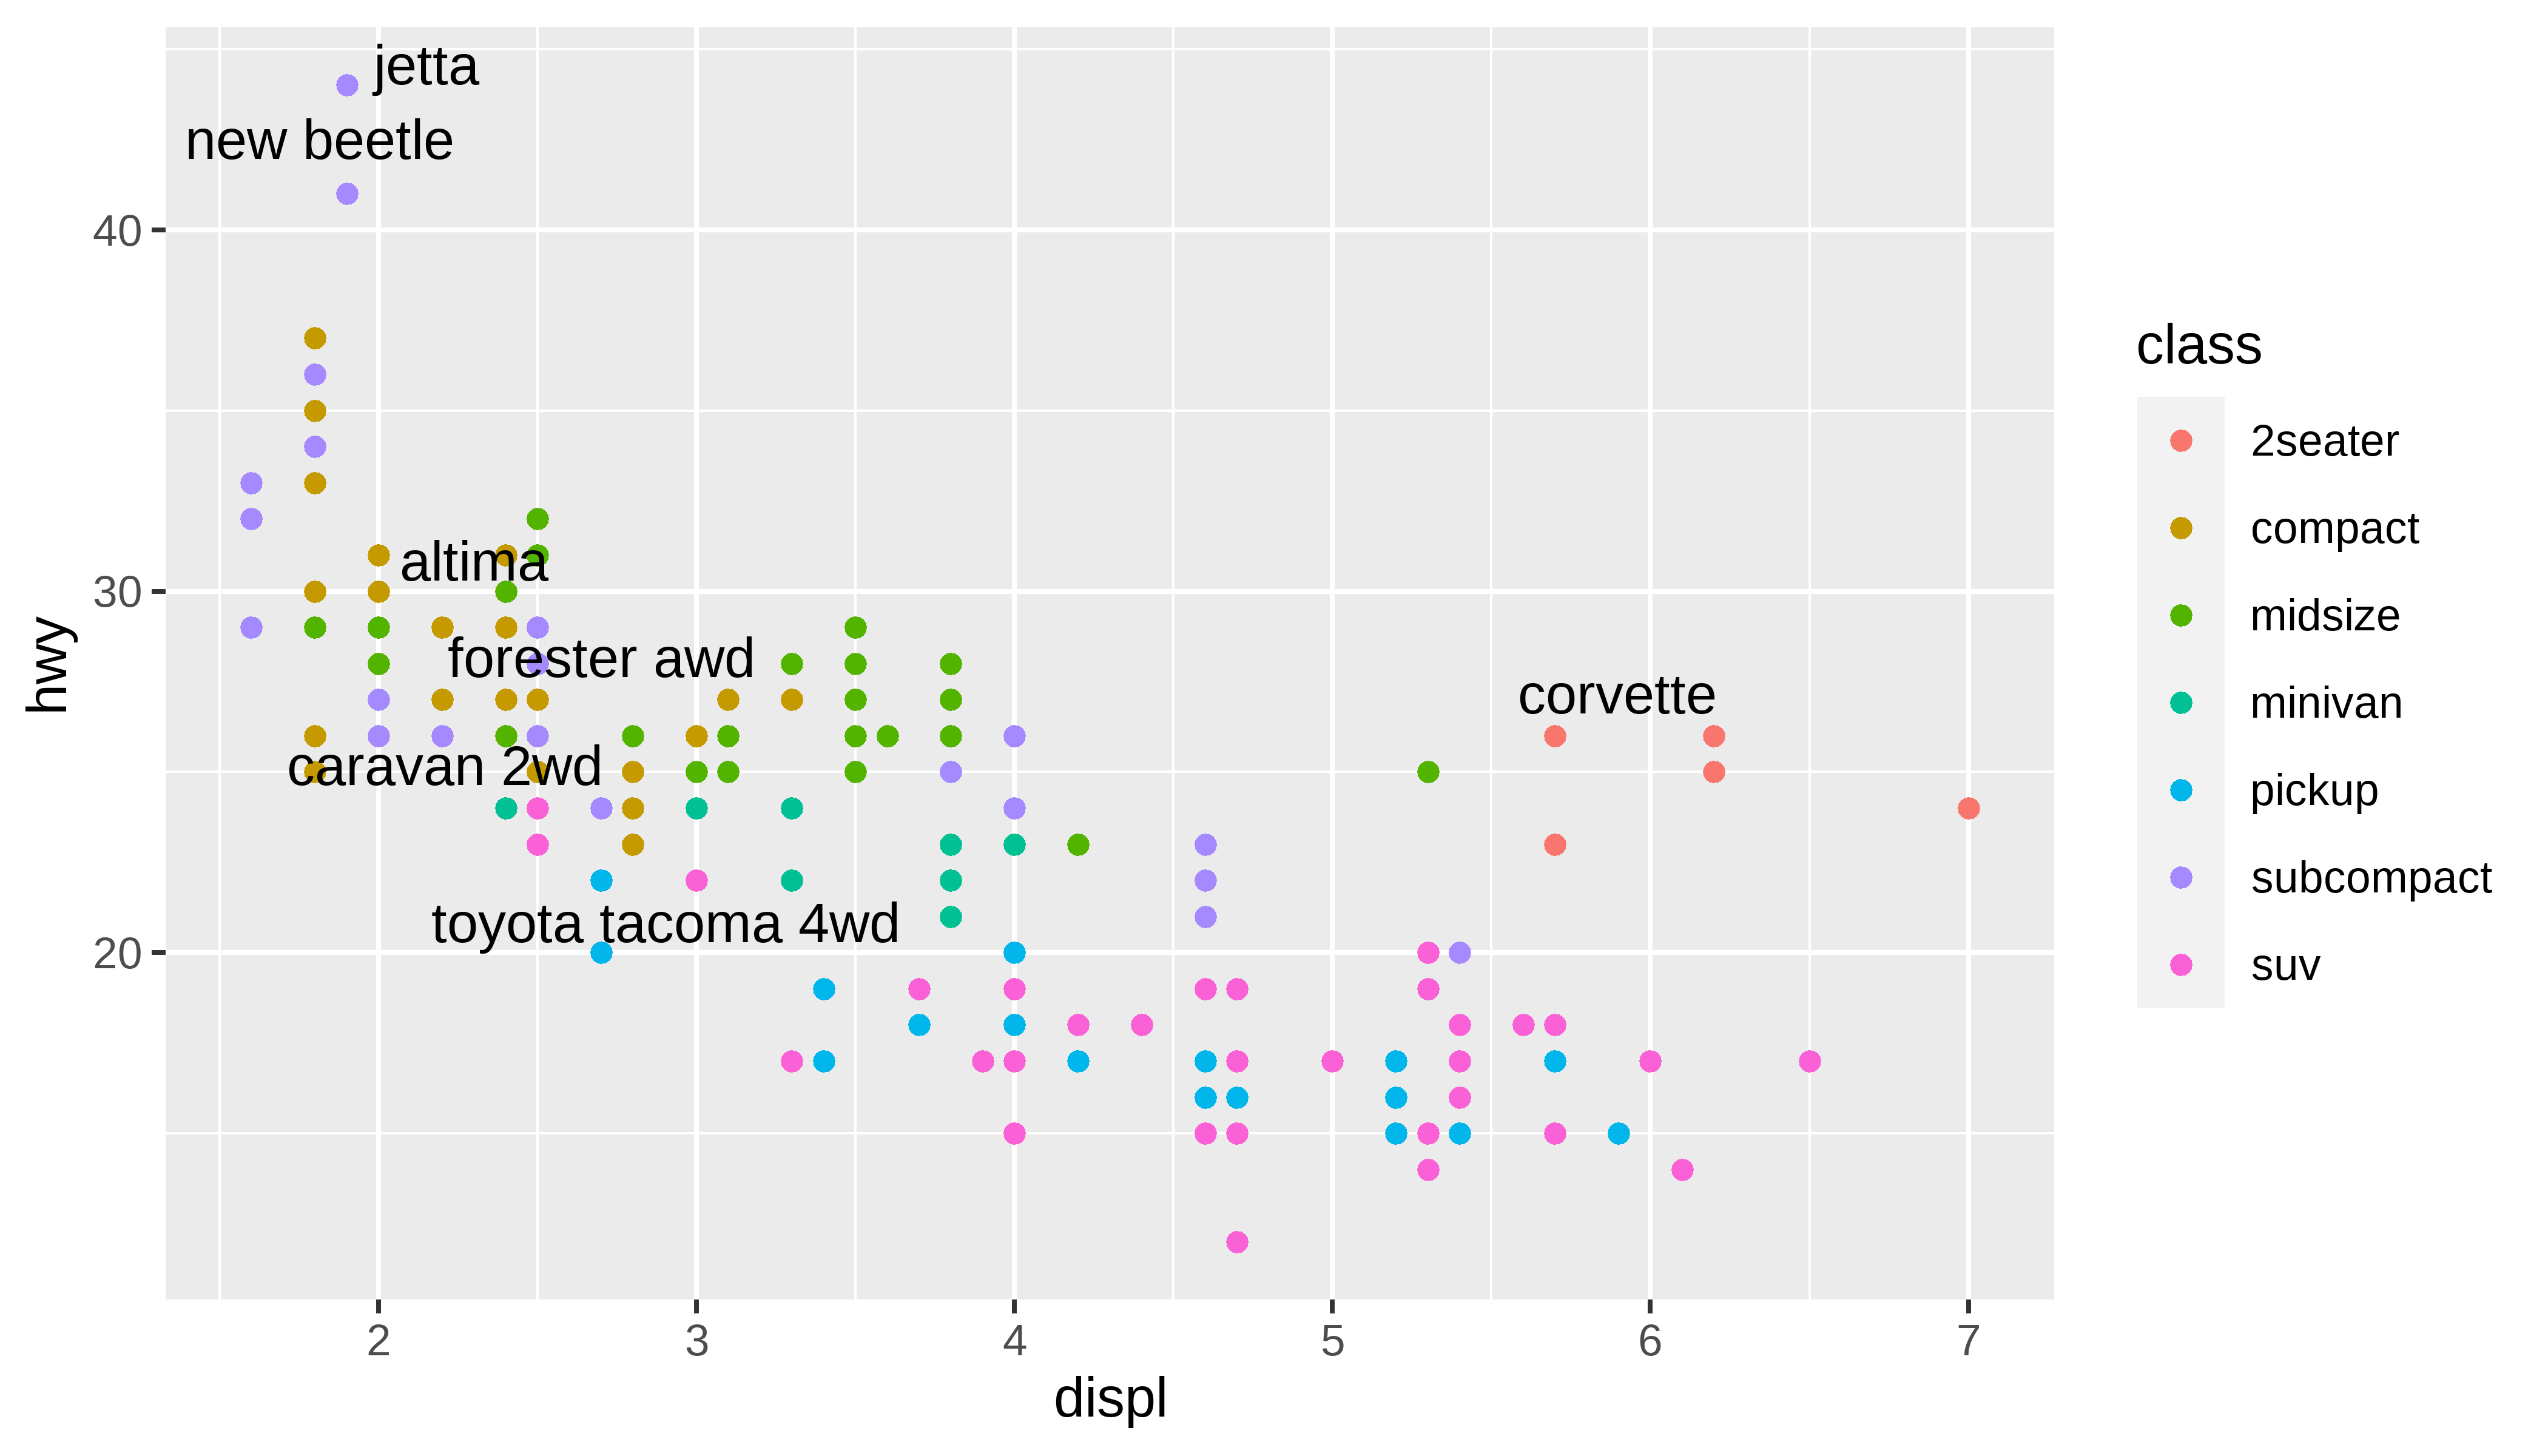 jetta
new beetle
40
30
20
altima
forester awd
caravan 2wd
corvette
toyota tacoma 4wd
hwy
2 3 4 5 6 7
displ
class
2seater
compact
midsize
minivan
pickup
subcompact
suv